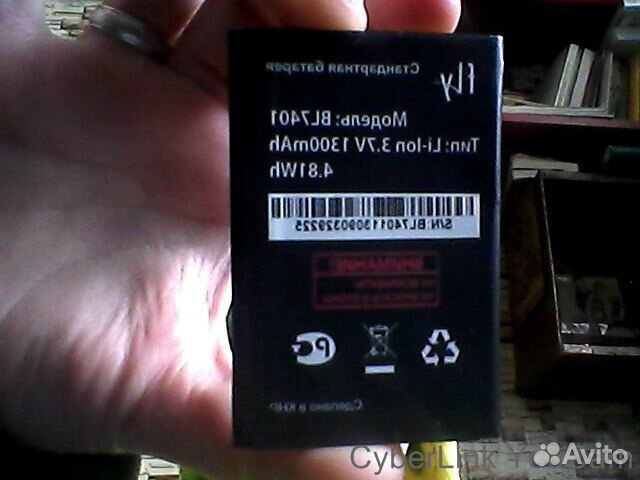 fly
Стандартная батарея
Модель: BL7401
Тип: Li-Ion 3.7V 1300mAh
4.81Wh
S/N: BL740113090329225
ВНИМАНИЕ
PC
Сделано в КНР
CyberLink
Avito